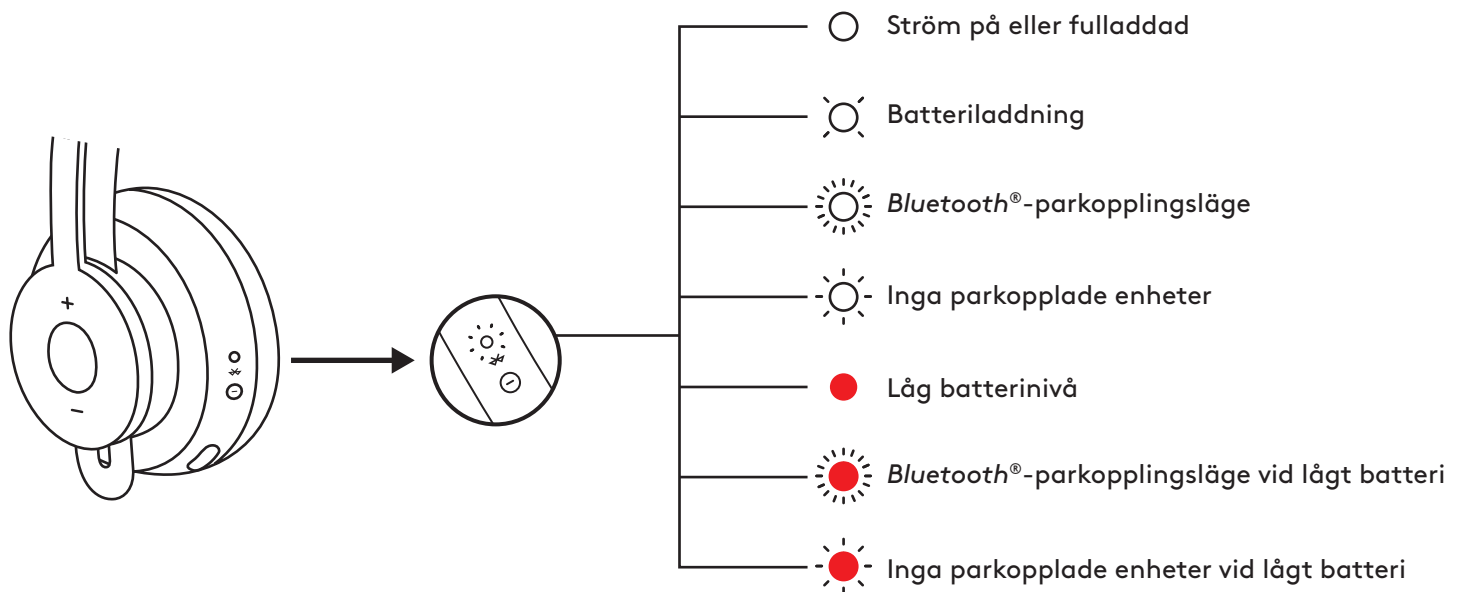 Ström på eller fulladdad
Batteriladdning
Bluetooth®-parkopplingsläge
Inga parkopplade enheter
Låg batterinivå
Bluetooth®-parkopplingsläge vid lågt batteri
Inga parkopplade enheter vid lågt batteri